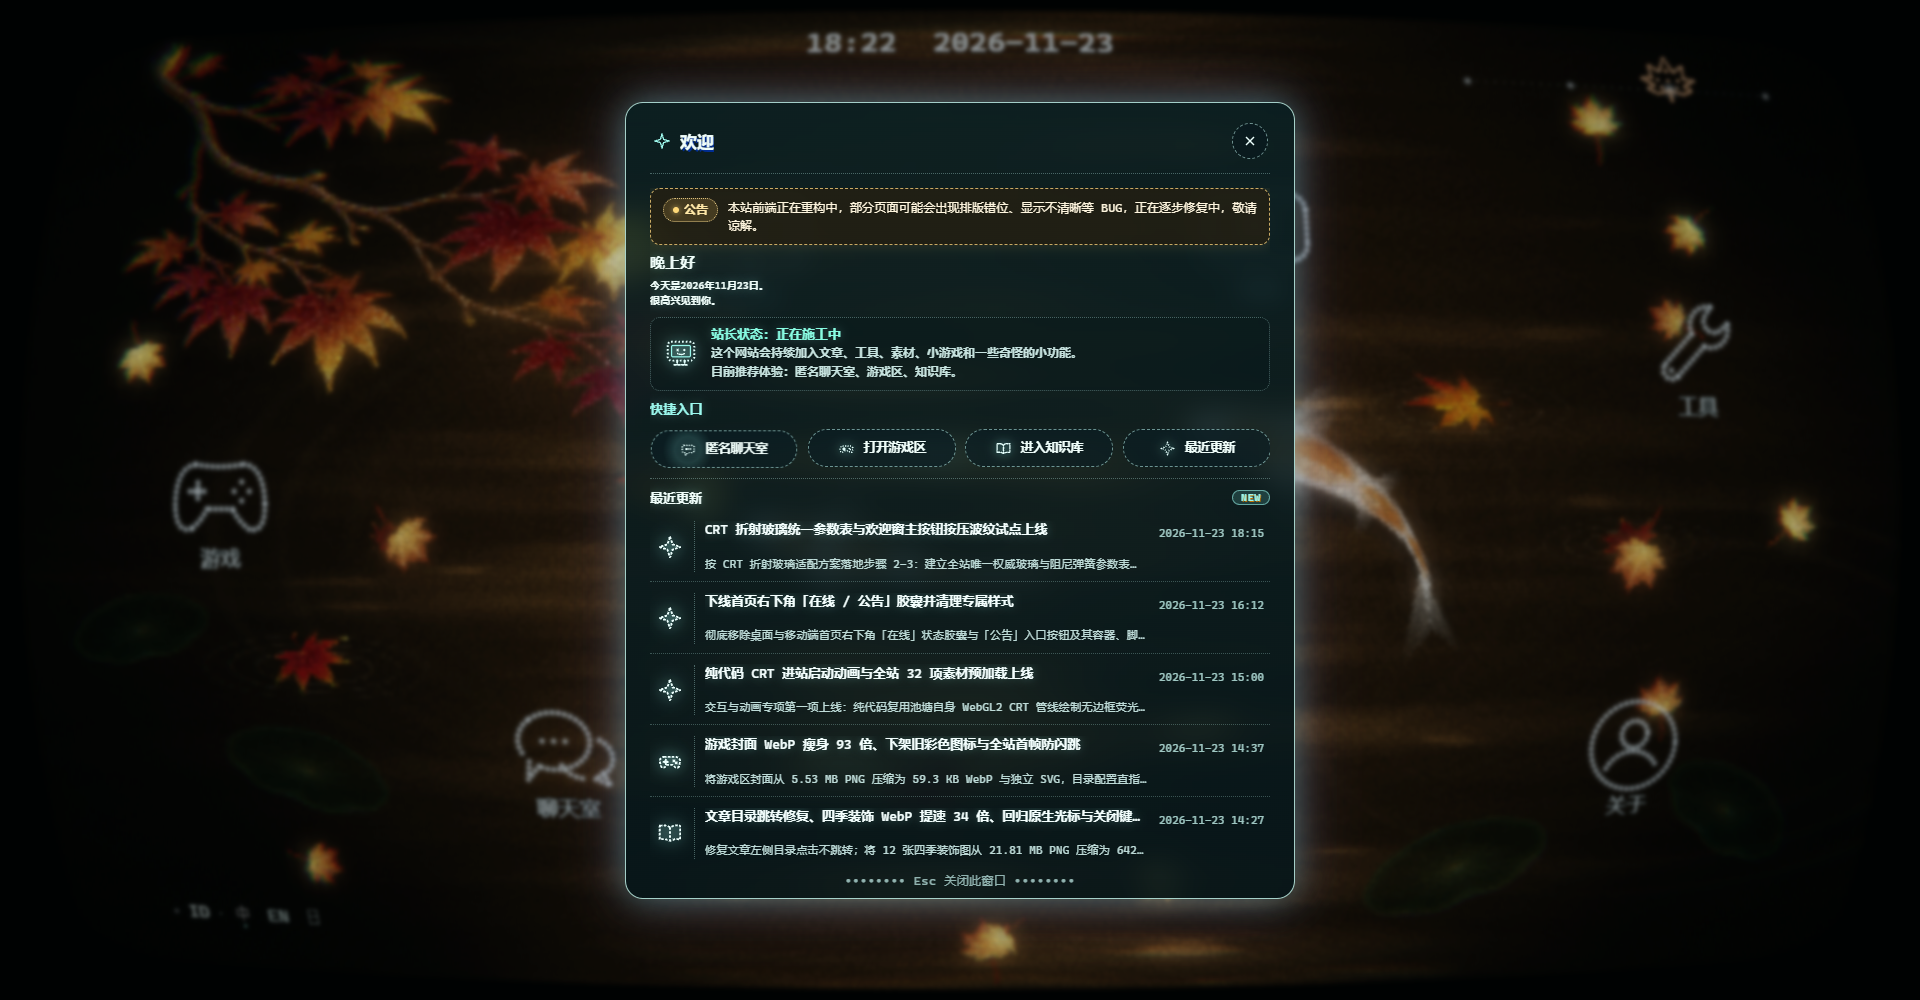 18:22 2026-11-23
欢迎
公告
本站前端正在重构中，部分页面可能会出现排版错位、显示不清晰等 BUG，正在逐步修复中，敬请
谅解。
晚上好
今天是2026年11月23日。
很高兴见到你。
站长状态：正在施工中
这个网站会持续加入文章、工具、素材、小游戏和一些奇怪的小功能。
目前推荐体验：匿名聊天室、游戏区、知识库。
快捷入口
匿名聊天室
打开游戏区
进入知识库
最近更新
最近更新
NEW
CRT 折射玻璃统一参数表与欢迎窗主按钮按压波纹试点上线
2026-11-23 18:15
按 CRT 折射玻璃适配方案落地步骤 2-3：建立全站唯一权威玻璃与阻尼弹簧参数表…
下线首页右下角「在线 / 公告」胶囊并清理专属样式
2026-11-23 16:12
彻底移除桌面与移动端首页右下角「在线」状态胶囊与「公告」入口按钮及其容器、脚…
纯代码 CRT 进站启动动画与全站 32 项素材预加载上线
2026-11-23 15:00
交互与动画专项第一项上线：纯代码复用池塘自身 WebGL2 CRT 管线绘制无边框荧光…
游戏封面 WebP 瘦身 93 倍、下架旧彩色图标与全站首帧防闪跳
2026-11-23 14:37
将游戏区封面从 5.53 MB PNG 压缩为 59.3 KB WebP 与独立 SVG，目录配置直指…
文章目录跳转修复、四季装饰 WebP 提速 34 倍、回归原生光标与关闭键…
2026-11-23 14:27
修复文章左侧目录点击不跳转；将 12 张四季装饰图从 21.81 MB PNG 压缩为 642…
•••••••• Esc 关闭此窗口 ••••••••
游戏
聊天室
工具
关于
· ID · 中 EN 日